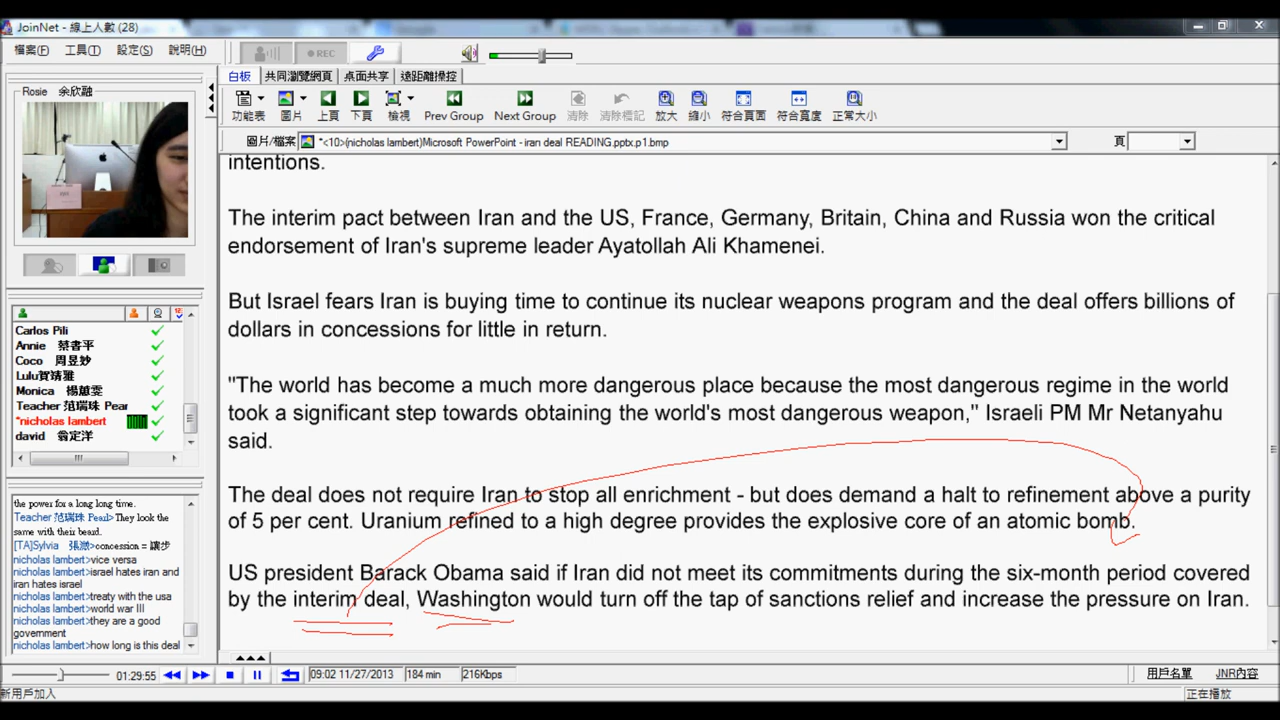 JoinNet - 線上人數 (28)
檔案(F) 工具(T) 設定(S) 說明(H)
REC
Rosie 余欣融
白板 共同瀏覽網頁 桌面共享 遠距離操控
功能表 圖片 上頁 下頁 檢視 Prev Group Next Group 清除 清除標記 放大 縮小 符合頁面 符合寬度 正常大小
圖片/檔案 *<10>(nicholas lambert)Microsoft PowerPoint - iran deal READING.pptx.p1.bmp 頁
intentions.
The interim pact between Iran and the US, France, Germany, Britain, China and Russia won the critical
endorsement of Iran's supreme leader Ayatollah Ali Khamenei.
But Israel fears Iran is buying time to continue its nuclear weapons program and the deal offers billions of
dollars in concessions for little in return.
"The world has become a much more dangerous place because the most dangerous regime in the world
took a significant step towards obtaining the world's most dangerous weapon," Israeli PM Mr Netanyahu
said.
The deal does not require Iran to stop all enrichment - but does demand a halt to refinement above a purity
of 5 per cent. Uranium refined to a high degree provides the explosive core of an atomic bomb.
US president Barack Obama said if Iran did not meet its commitments during the six-month period covered
by the interim deal, Washington would turn off the tap of sanctions relief and increase the pressure on Iran.
Carlos Pili
Annie 蔡書平
Coco 周昱妙
Lulu賀靖雅
Monica 楊蕙雯
Teacher 范瑞珠 Pear
*nicholas lambert
david 翁定洋
the power for a long long time.
Teacher 范瑞珠 Pearl>They look the
same with their beard.
[TA]Sylvia 張澂>concession = 讓步
nicholas lambert>vice versa
nicholas lambert>israel hates iran and
iran hates israel
nicholas lambert>treaty with the usa
nicholas lambert>world war III
nicholas lambert>they are a good
government
nicholas lambert>how long is this deal
01:29:55 09:02 11/27/2013 184 min 216Kbps 用戶名單 JNR內容
新用戶加入 正在播放